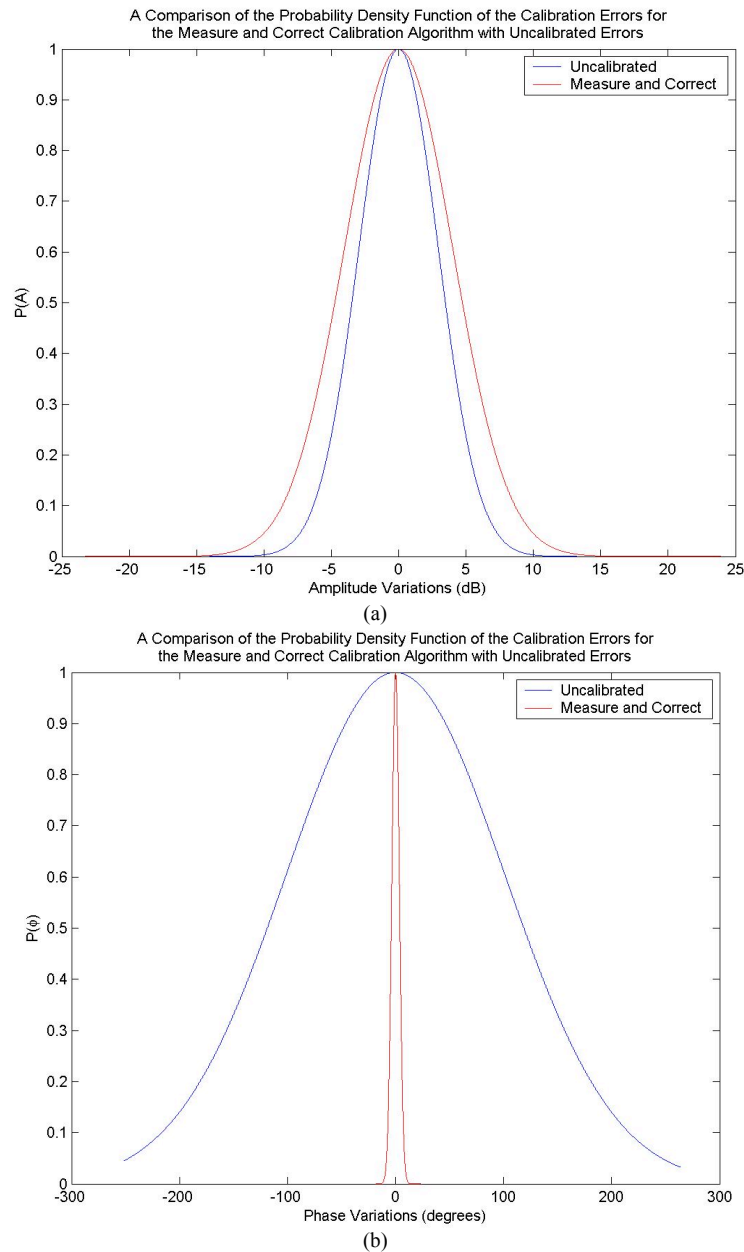 A Comparison of the Probability Density Function of the Calibration Errors for
the Measure and Correct Calibration Algorithm with Uncalibrated Errors
Uncalibrated
Measure and Correct
1
0.9
0.8
0.7
0.6
0.5
0.4
0.3
0.2
0.1
0
P(A)
-25 -20 -15 -10 -5 0 5 10 15 20 25
Amplitude Variations (dB)
(a)
A Comparison of the Probability Density Function of the Calibration Errors for
the Measure and Correct Calibration Algorithm with Uncalibrated Errors
Uncalibrated
Measure and Correct
1
0.9
0.8
0.7
0.6
0.5
0.4
0.3
0.2
0.1
0
P(ϕ)
-300 -200 -100 0 100 200 300
Phase Variations (degrees)
(b)